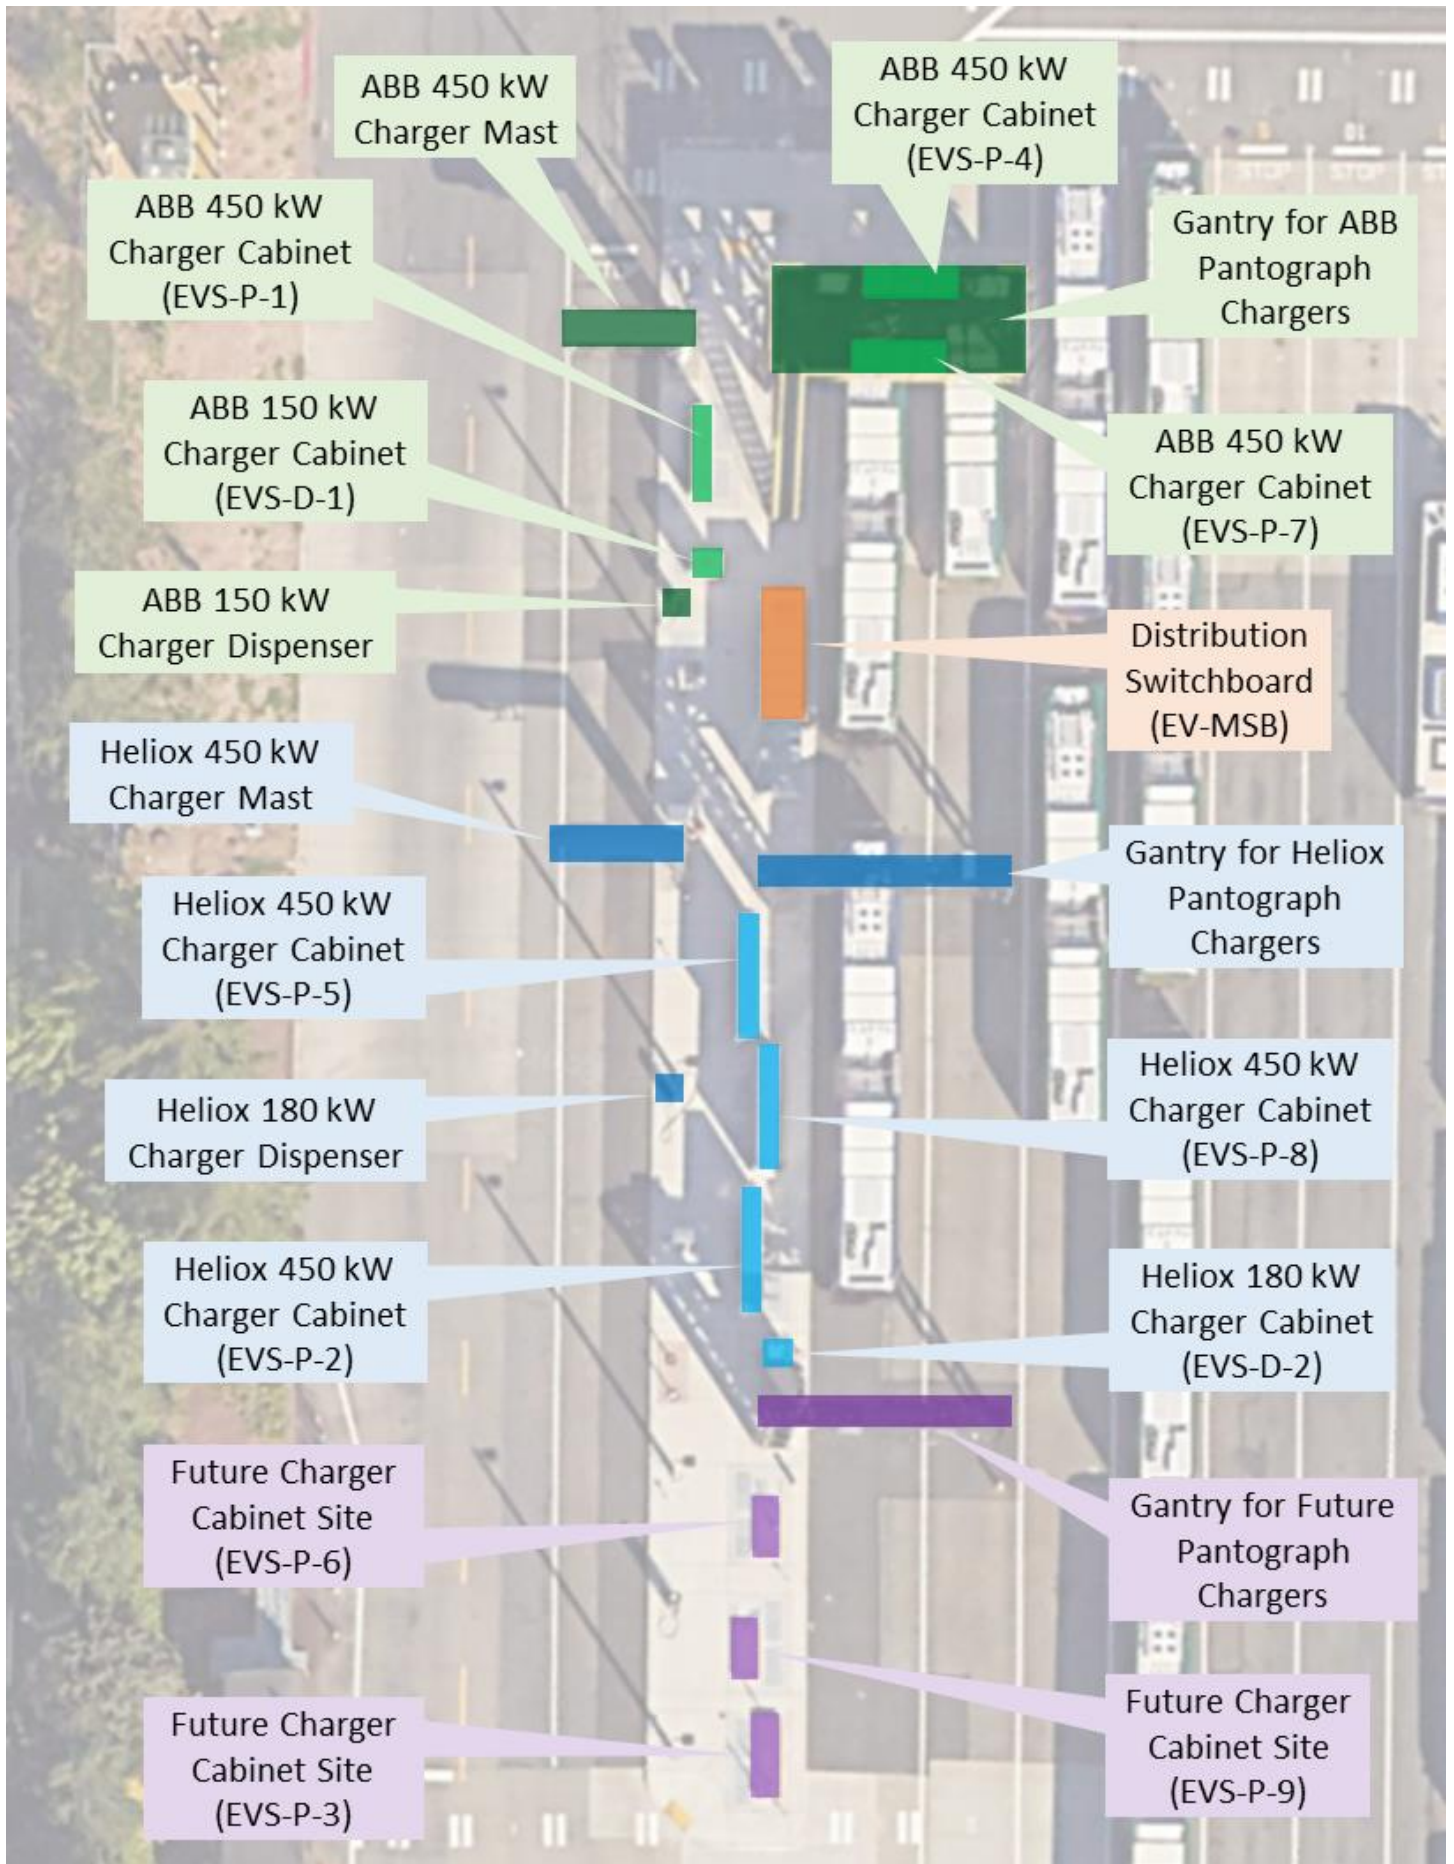 ABB 450 kW
Charger Mast
ABB 450 kW
Charger Cabinet
(EVS-P-4)
ABB 450 kW
Charger Cabinet
(EVS-P-1)
Gantry for ABB
Pantograph
Chargers
ABB 150 kW
Charger Cabinet
(EVS-D-1)
ABB 450 kW
Charger Cabinet
(EVS-P-7)
ABB 150 kW
Charger Dispenser
Distribution
Switchboard
(EV-MSB)
Heliox 450 kW
Charger Mast
Gantry for Heliox
Pantograph
Chargers
Heliox 450 kW
Charger Cabinet
(EVS-P-5)
Heliox 450 kW
Charger Cabinet
(EVS-P-8)
Heliox 180 kW
Charger Dispenser
Heliox 450 kW
Charger Cabinet
(EVS-P-2)
Heliox 180 kW
Charger Cabinet
(EVS-D-2)
Future Charger
Cabinet Site
(EVS-P-6)
Gantry for Future
Pantograph
Chargers
Future Charger
Cabinet Site
(EVS-P-9)
Future Charger
Cabinet Site
(EVS-P-3)
STOP
STOP